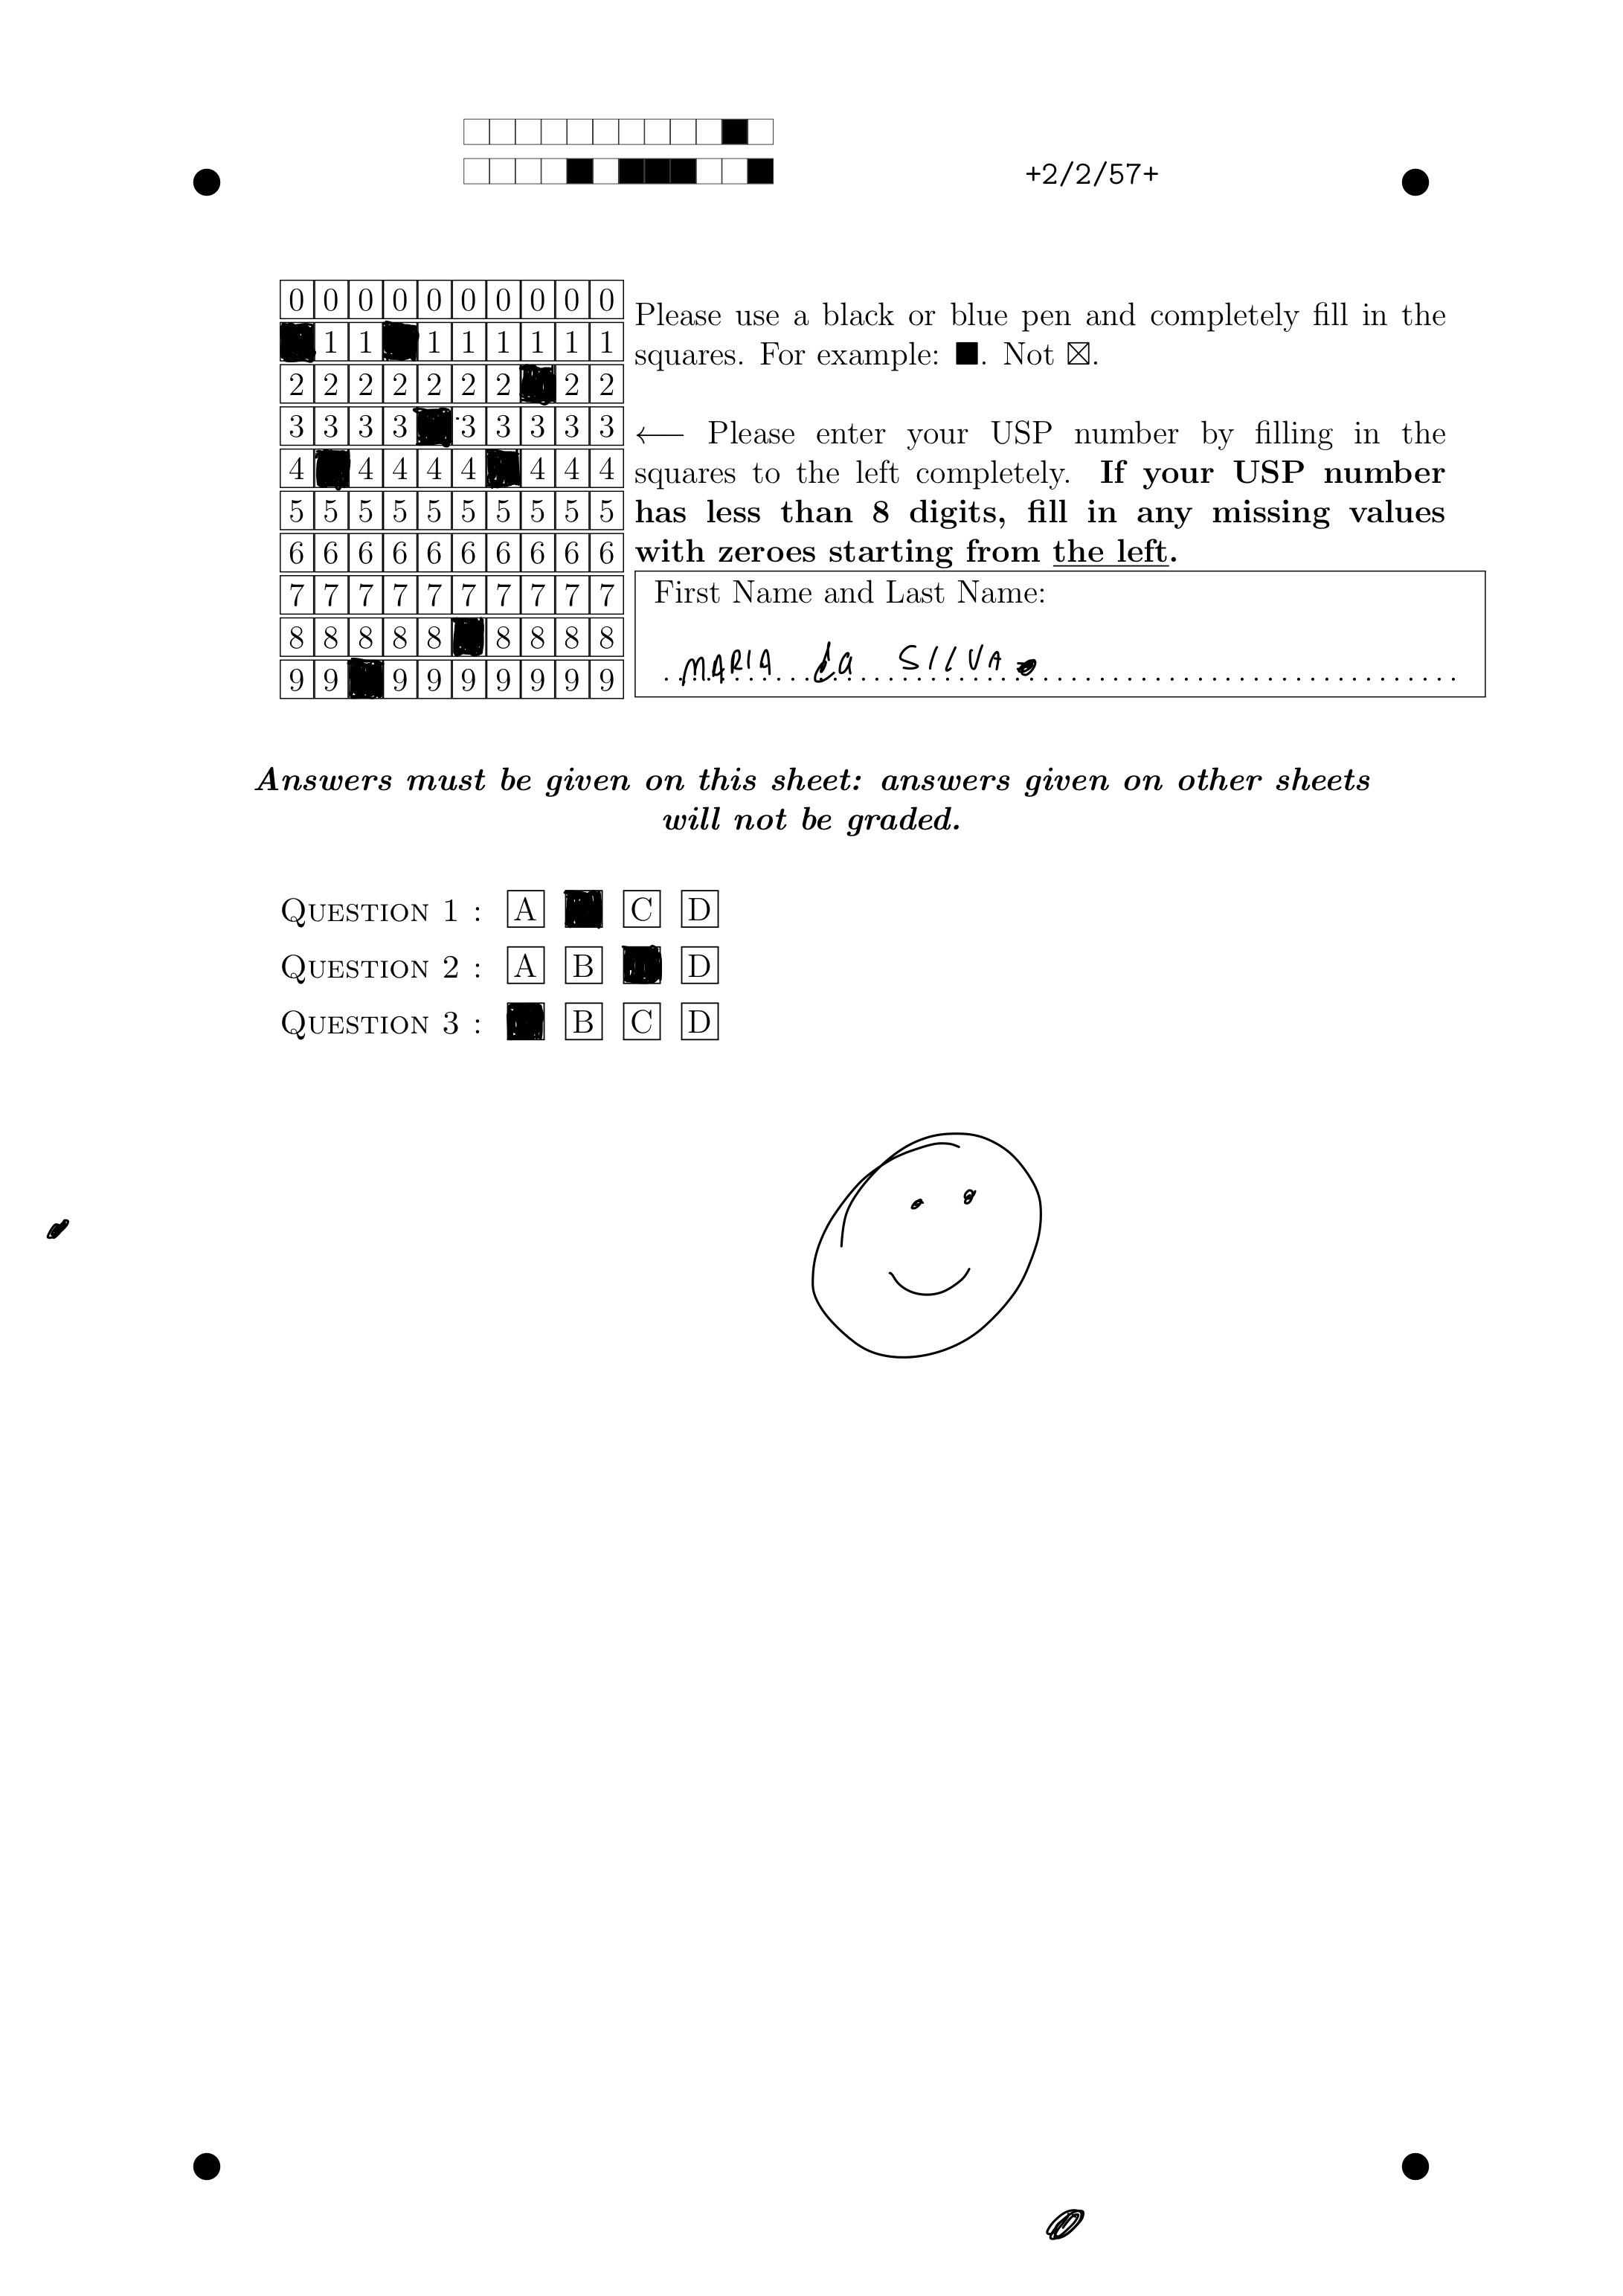 +2/2/57+
0 0 0 0 0 0 0 0 0 0
1 1 1 1 1 1 1 1
2 2 2 2 2 2 2 2 2
3 3 3 3 3 3 3 3 3
4 4 4 4 4 4 4 4
5 5 5 5 5 5 5 5 5 5
6 6 6 6 6 6 6 6 6 6
7 7 7 7 7 7 7 7 7 7
8 8 8 8 8 8 8 8 8
9 9 9 9 9 9 9 9 9
Please use a black or blue pen and completely fill in the
squares. For example: ■. Not ☒.
← Please enter your USP number by filling in the
squares to the left completely. If your USP number
has less than 8 digits, fill in any missing values
with zeroes starting from the left.
First Name and Last Name:
MARIA da SILVA
Answers must be given on this sheet: answers given on other sheets
will not be graded.
QUESTION 1 : A C D
QUESTION 2 : A B D
QUESTION 3 : B C D